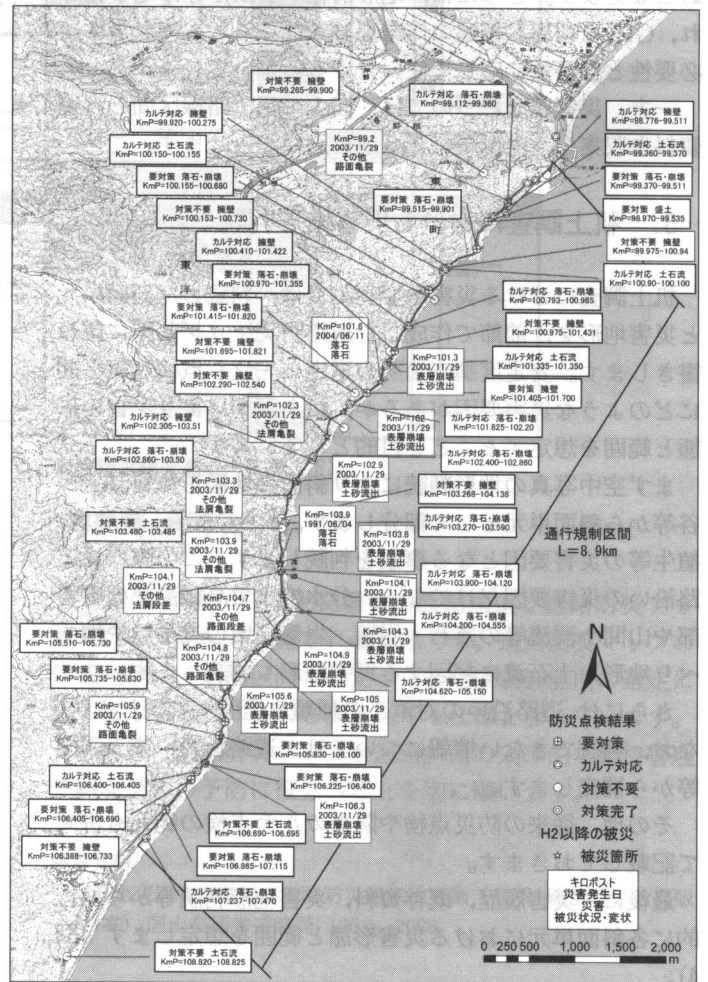 対策不要 擁壁
KmP=99.265-99.900
カルテ対応 落石・崩壊
KmP=99.112-99.360
カルテ対応 擁壁
KmP=99.920-100.275
カルテ対応 土石流
KmP=100.150-100.155
要対策 落石・崩壊
KmP=100.155-100.680
対策不要 擁壁
KmP=100.153-100.730
カルテ対応 擁壁
KmP=100.410-101.422
要対策 落石・崩壊
KmP=100.970-101.355
要対策 落石・崩壊
KmP=101.415-101.820
対策不要 擁壁
KmP=101.695-101.821
対策不要 擁壁
KmP=102.290-102.540
カルテ対応 擁壁
KmP=102.305-103.51
カルテ対応 落石・崩壊
KmP=102.860-103.50
KmP=99.2
2003/11/29
その他
路面亀裂
要対策 落石・崩壊
KmP=99.515-99.901
カルテ対応 擁壁
KmP=98.776-99.511
カルテ対応 土石流
KmP=99.360-99.370
要対策 落石・崩壊
KmP=99.370-99.511
要対策 盛土
KmP=98.970-99.535
対策不要 擁壁
KmP=99.975-100.94
カルテ対応 土石流
KmP=100.90-100.100
カルテ対応 落石・崩壊
KmP=100.793-100.965
対策不要 擁壁
KmP=100.975-101.431
カルテ対応 土石流
KmP=101.335-101.350
要対策 擁壁
KmP=101.405-101.700
カルテ対応 落石・崩壊
KmP=101.825-102.20
カルテ対応 落石・崩壊
KmP=102.400-102.860
対策不要 擁壁
KmP=103.268-104.138
カルテ対応 落石・崩壊
KmP=103.270-103.590
カルテ対応 落石・崩壊
KmP=103.900-104.120
カルテ対応 落石・崩壊
KmP=104.200-104.555
カルテ対応 落石・崩壊
KmP=104.620-105.150
KmP=101.6
2004/06/11
落石
落石
KmP=101.3
2003/11/29
表層崩壊
土砂流出
KmP=102.3
2003/11/29
その他
法肩亀裂
KmP=102
2003/11/29
表層崩壊
土砂流出
KmP=102.9
2003/11/29
表層崩壊
土砂流出
KmP=103.3
2003/11/29
その他
法肩亀裂
対策不要 土石流
KmP=103.480-103.485
KmP=103.9
1991/06/04
落石
落石
KmP=103.9
2003/11/29
その他
法肩亀裂
KmP=103.8
2003/11/29
表層崩壊
土砂流出
KmP=104.1
2003/11/29
その他
法肩段差
KmP=104.7
2003/11/29
その他
路面段差
KmP=104.1
2003/11/29
表層崩壊
土砂流出
KmP=104.3
2003/11/29
表層崩壊
土砂流出
KmP=104.8
2003/11/29
その他
路面亀裂
KmP=104.9
2003/11/29
表層崩壊
土砂流出
要対策 落石・崩壊
KmP=105.510-105.730
要対策 落石・崩壊
KmP=105.735-105.830
KmP=105.9
2003/11/29
その他
路面亀裂
KmP=105.6
2003/11/29
表層崩壊
土砂流出
KmP=105
2003/11/29
表層崩壊
土砂流出
要対策 落石・崩壊
KmP=105.830-106.100
カルテ対応 土石流
KmP=106.400-106.405
要対策 落石・崩壊
KmP=106.225-106.400
要対策 落石・崩壊
KmP=106.405-106.690
KmP=106.3
2003/11/29
表層崩壊
土砂流出
対策不要 土石流
KmP=106.690-106.695
対策不要 擁壁
KmP=106.388-106.733
要対策 落石・崩壊
KmP=106.865-107.115
カルテ対応 落石・崩壊
KmP=107.237-107.470
対策不要 土石流
KmP=108.820-108.825
通行規制区間
L=8.9km
N
防災点検結果
要対策
カルテ対応
対策不要
対策完了
H2以降の被災
被災箇所
キロポスト
災害発生日
災害
被災状況・変状
0 250 500 1,000 1,500 2,000
m
東
洋
町